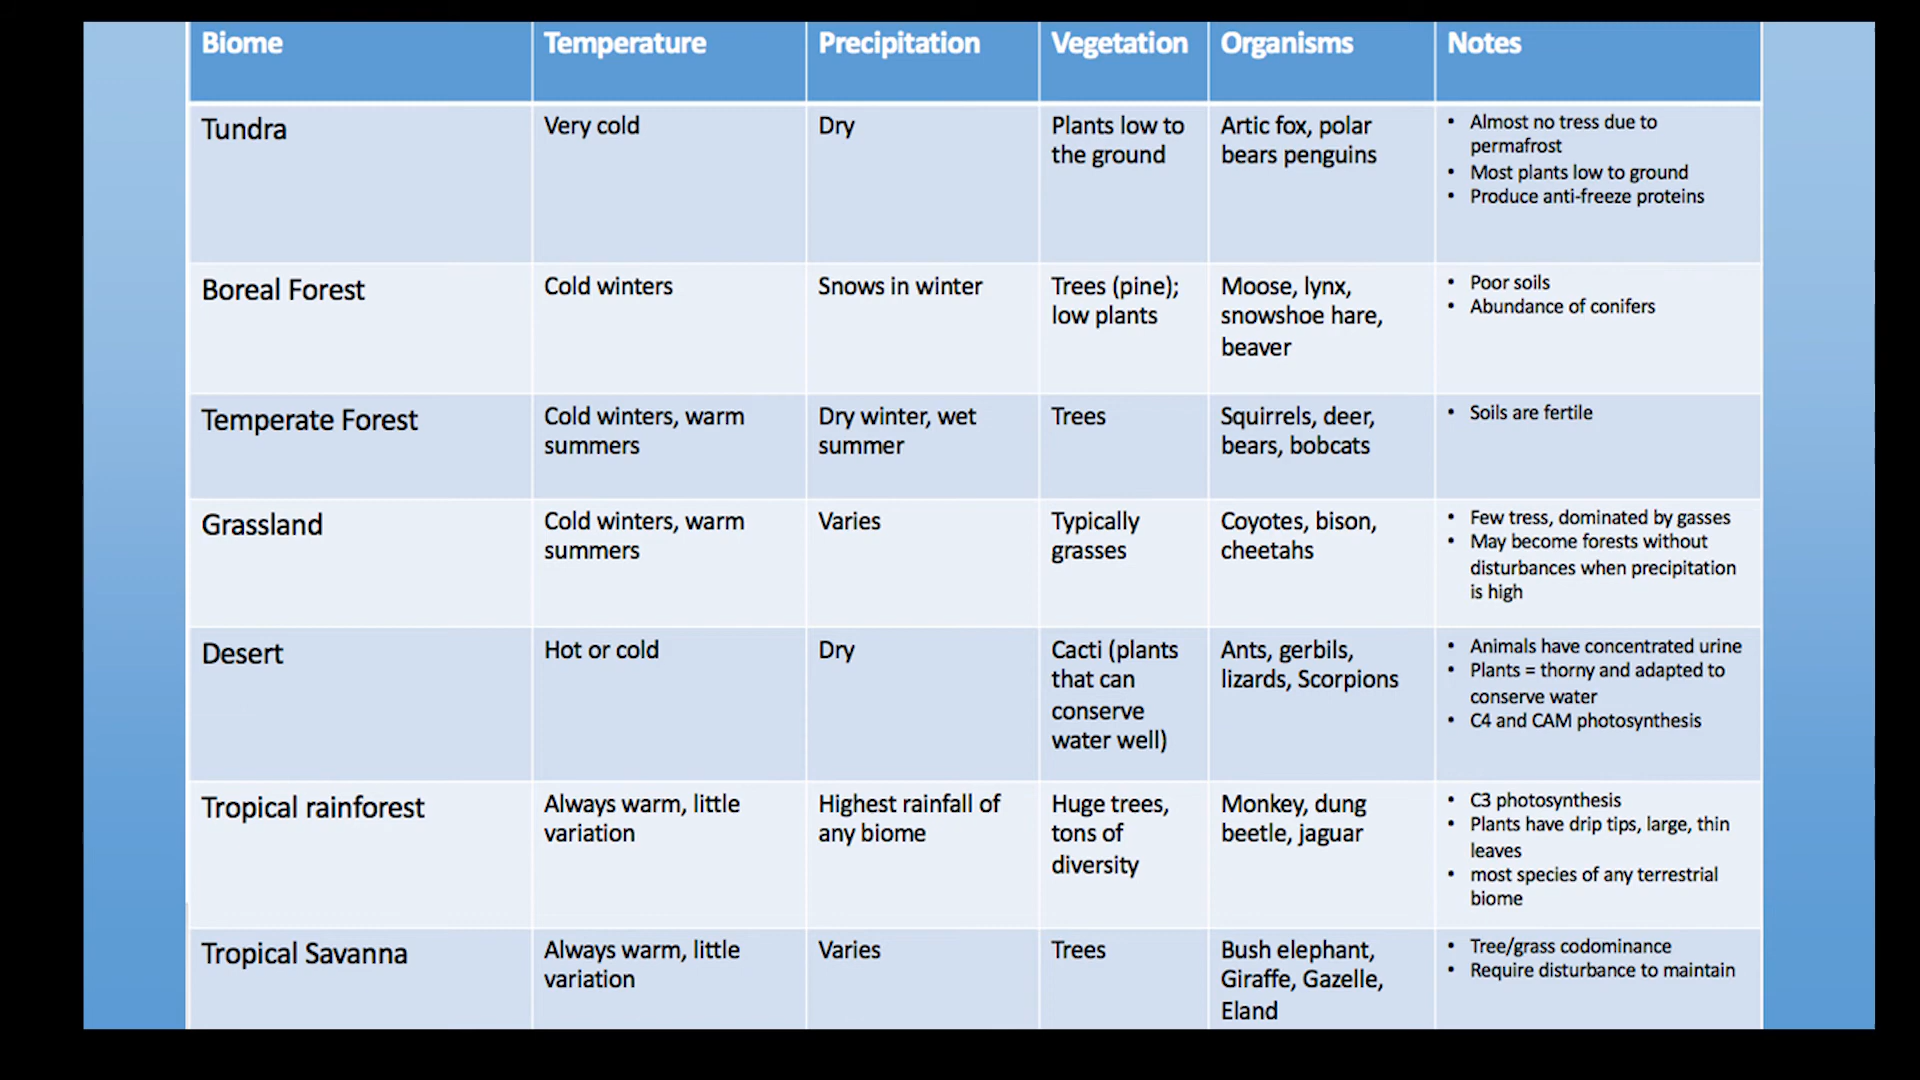 Biome Temperature Precipitation Vegetation Organisms Notes
Tundra
Very cold
Dry
Plants low to
the ground
Artic fox, polar
bears penguins
• Almost no tress due to
permafrost
• Most plants low to ground
• Produce anti-freeze proteins
Boreal Forest
Cold winters
Snows in winter
Trees (pine);
low plants
Moose, lynx,
snowshoe hare,
beaver
• Poor soils
• Abundance of conifers
Temperate Forest
Cold winters, warm
summers
Dry winter, wet
summer
Trees
Squirrels, deer,
bears, bobcats
• Soils are fertile
Grassland
Cold winters, warm
summers
Varies
Typically
grasses
Coyotes, bison,
cheetahs
• Few tress, dominated by gasses
• May become forests without
disturbances when precipitation
is high
Desert
Hot or cold
Dry
Cacti (plants
that can
conserve
water well)
Ants, gerbils,
lizards, Scorpions
• Animals have concentrated urine
• Plants = thorny and adapted to
conserve water
• C4 and CAM photosynthesis
Tropical rainforest
Always warm, little
variation
Highest rainfall of
any biome
Huge trees,
tons of
diversity
Monkey, dung
beetle, jaguar
• C3 photosynthesis
• Plants have drip tips, large, thin
leaves
• most species of any terrestrial
biome
Tropical Savanna
Always warm, little
variation
Varies
Trees
Bush elephant,
Giraffe, Gazelle,
Eland
• Tree/grass codominance
• Require disturbance to maintain